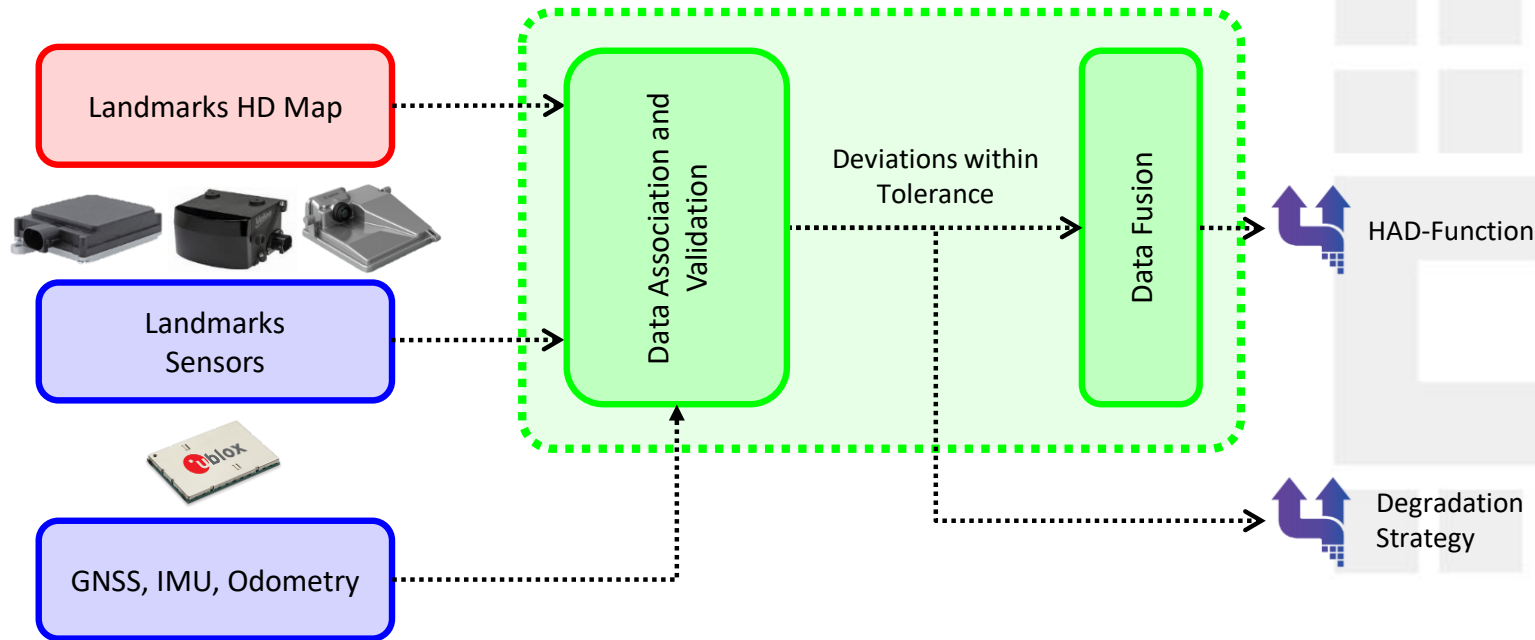 Landmarks HD Map
Landmarks
Sensors
ublox
GNSS, IMU, Odometry
Data Association and
Validation
Deviations within
Tolerance
Data Fusion
HAD-Function
Degradation
Strategy